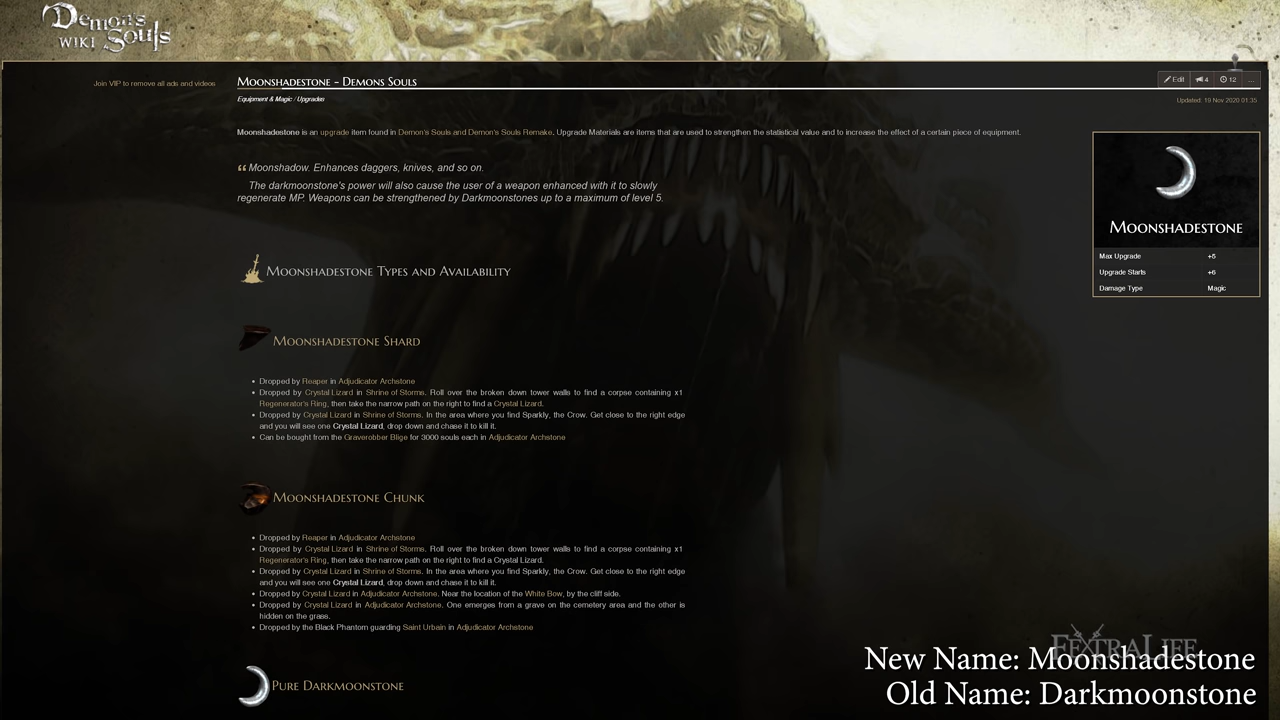 Demon's Souls
WIKI
Join VIP to remove all ads and videos
Moonshadestone - Demons Souls
Edit 4 12 ...
Equipment & Magic / Upgrades
Updated: 19 Nov 2020 01:35
Moonshadestone is an upgrade item found in Demon's Souls and Demon's Souls Remake. Upgrade Materials are items that are used to strengthen the statistical value and to increase the effect of a certain piece of equipment.
“ Moonshadow. Enhances daggers, knives, and so on.
The darkmoonstone's power will also cause the user of a weapon enhanced with it to slowly
regenerate MP. Weapons can be strengthened by Darkmoonstones up to a maximum of level 5.
Moonshadestone
Max Upgrade +5
Upgrade Starts +6
Damage Type Magic
Moonshadestone Types and Availability
Moonshadestone Shard
• Dropped by Reaper in Adjudicator Archstone
• Dropped by Crystal Lizard in Shrine of Storms. Roll over the broken down tower walls to find a corpse containing x1
Regenerator's Ring, then take the narrow path on the right to find a Crystal Lizard.
• Dropped by Crystal Lizard in Shrine of Storms. In the area where you find Sparkly, the Crow. Get close to the right edge
and you will see one Crystal Lizard, drop down and chase it to kill it.
• Can be bought from the Graverobber Blige for 3000 souls each in Adjudicator Archstone
Moonshadestone Chunk
• Dropped by Reaper in Adjudicator Archstone
• Dropped by Crystal Lizard in Shrine of Storms. Roll over the broken down tower walls to find a corpse containing x1
Regenerator's Ring, then take the narrow path on the right to find a Crystal Lizard.
• Dropped by Crystal Lizard in Shrine of Storms. In the area where you find Sparkly, the Crow. Get close to the right edge
and you will see one Crystal Lizard, drop down and chase it to kill it.
• Dropped by Crystal Lizard in Adjudicator Archstone. Near the location of the White Bow, by the cliff side.
• Dropped by Crystal Lizard in Adjudicator Archstone. One emerges from a grave on the cemetery area and the other is
hidden on the grass.
• Dropped by the Black Phantom guarding Saint Urbain in Adjudicator Archstone
Pure Darkmoonstone
FextraLife
New Name: Moonshadestone
Old Name: Darkmoonstone